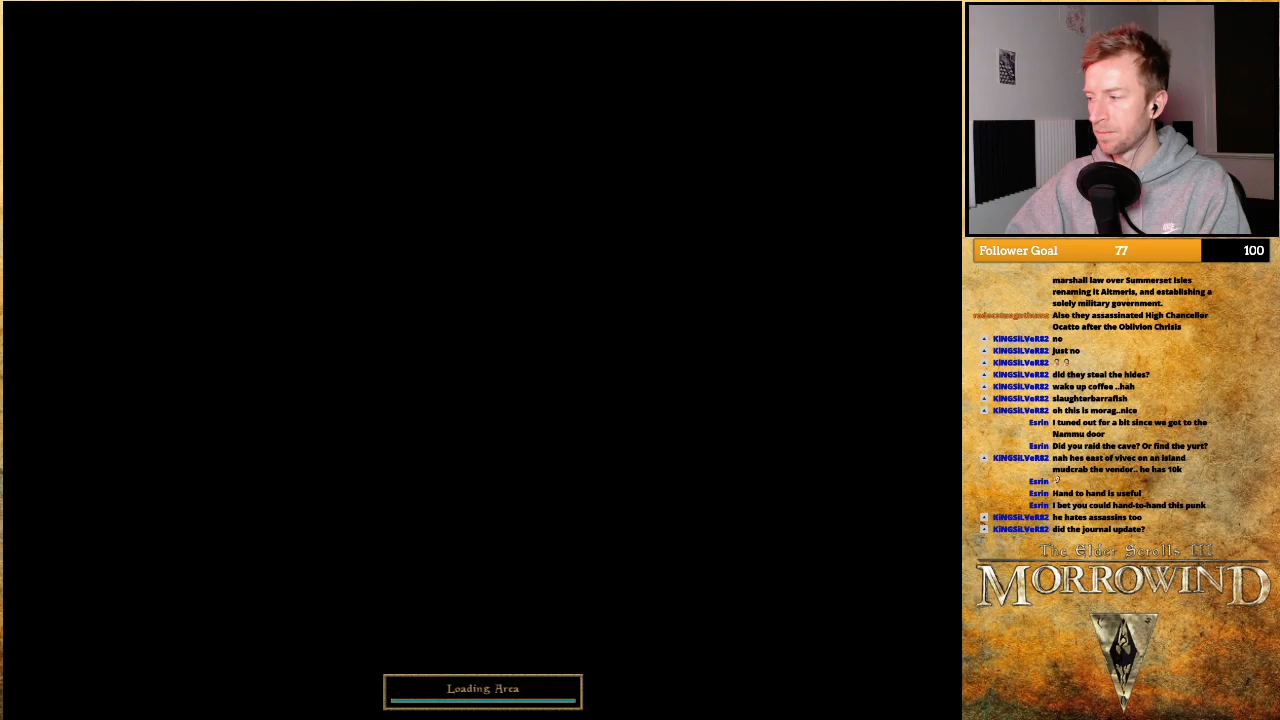 Follower Goal 77 100
marshall law over Summerset Isles
renaming it Altmeris, and establishing a
solely military government.
Also they assassinated High Chancellor
Ocatto after the Oblivion Chrisis
KiNGSiLVeR82 no
KiNGSiLVeR82 just no
KiNGSiLVeR82
KiNGSiLVeR82 did they steal the hides?
KiNGSiLVeR82 wake up coffee ..hah
KiNGSiLVeR82 slaughterbarrafish
KiNGSiLVeR82 oh this is morag..nice
Esrin I tuned out for a bit since we got to the
Nammu door
Esrin Did you raid the cave? Or find the yurt?
KiNGSiLVeR82 nah hes east of vivec on an island
mudcrab the vendor.. he has 10k
Esrin
Esrin Hand to hand is useful
Esrin I bet you could hand-to-hand this punk
KiNGSiLVeR82 he hates assassins too
KiNGSiLVeR82 did the journal update?
The Elder Scrolls III
MORROWIND
Loading Area